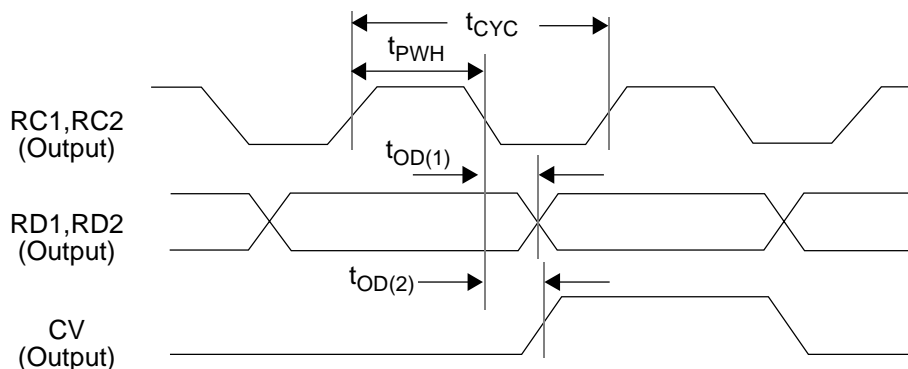 tCYC
tPWH
RC1,RC2
(Output)
tOD(1)
RD1,RD2
(Output)
tOD(2)
CV
(Output)